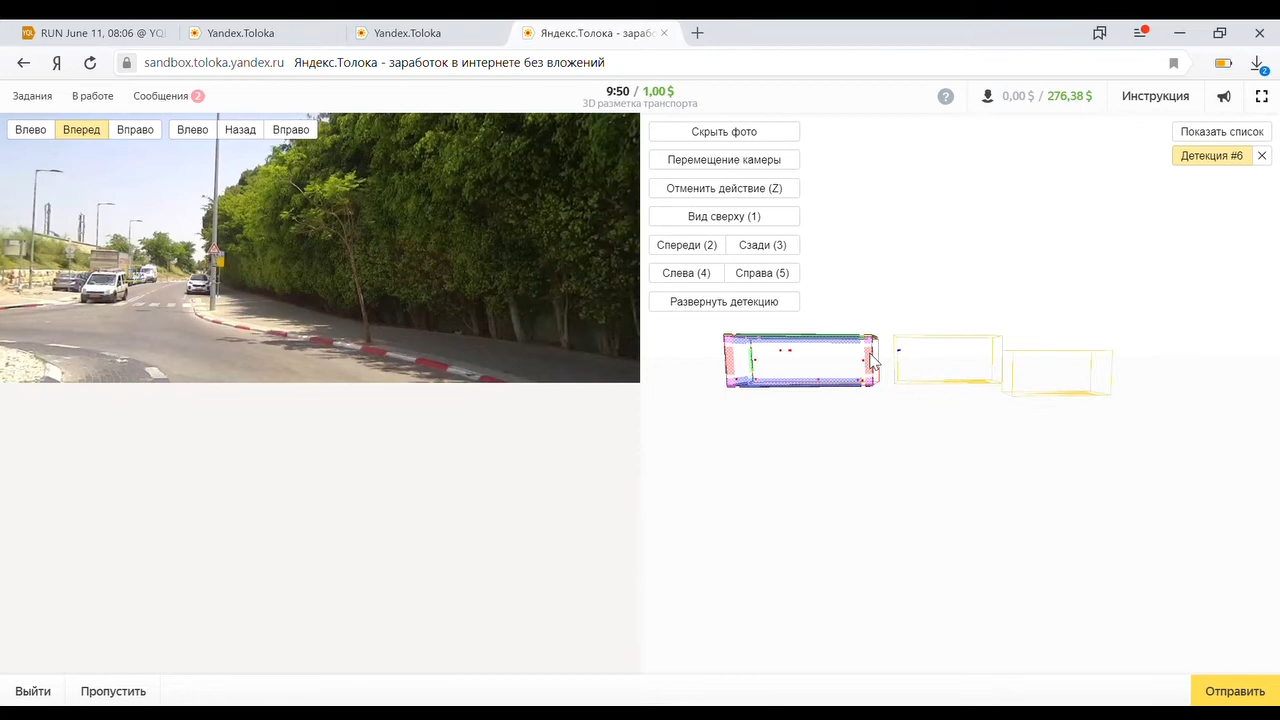 RUN June 11, 08:06 @ YQL
Yandex.Toloka
Yandex.Toloka
Яндекс.Толока - зарабо
sandbox.toloka.yandex.ru Яндекс.Толока - заработок в интернете без вложений
2
Задания
В работе
Сообщения 2
9:50 / 1,00 $
3D разметка транспорта
?
0,00 $ / 276,38 $
Инструкция
Влево Вперед Вправо
Влево Назад Вправо
Скрыть фото
Перемещение камеры
Отменить действие (Z)
Вид сверху (1)
Спереди (2) Сзади (3)
Слева (4) Справа (5)
Развернуть детекцию
Показать список
Детекция #6
Выйти
Пропустить
Отправить